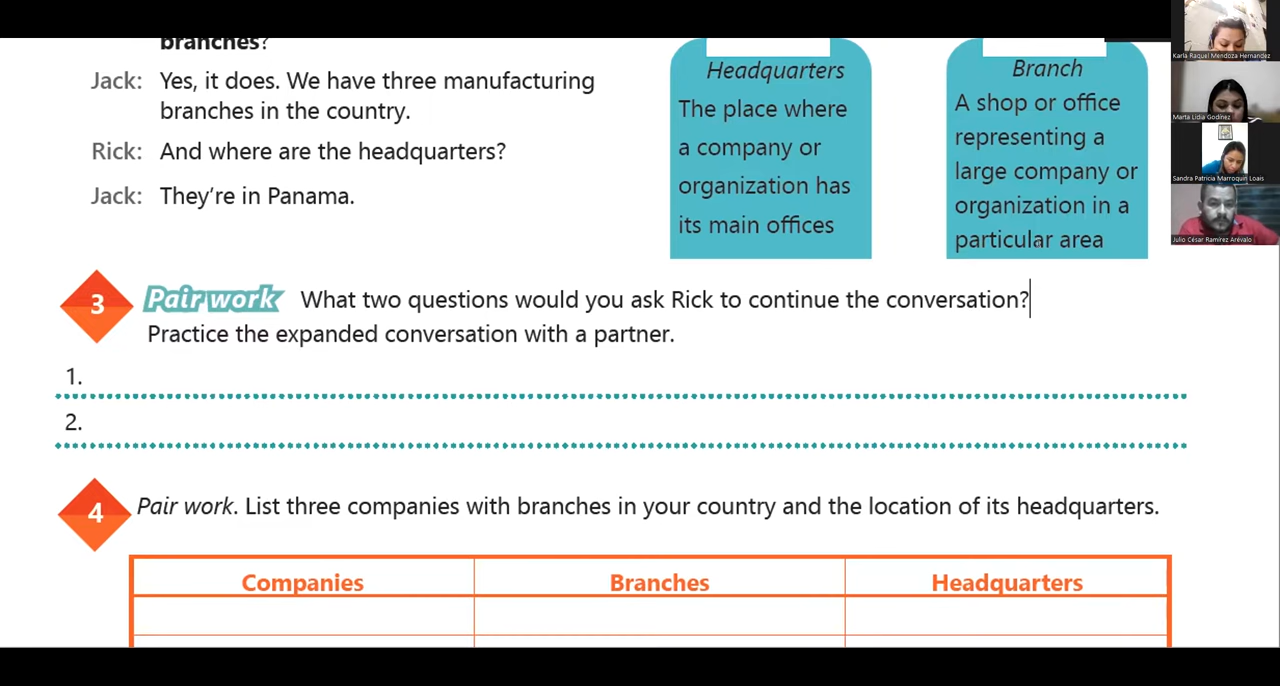 branches?
Jack: Yes, it does. We have three manufacturing
branches in the country.
Rick: And where are the headquarters?
Jack: They're in Panama.
Headquarters
The place where
a company or
organization has
its main offices
Branch
A shop or office
representing a
large company or
organization in a
particular area
Karla Raquel Mendoza Hernandez
Marta Lidia Godinez
Sandra Patricia Marroquin Loais
Julio César Ramírez Arévalo
3 Pair work What two questions would you ask Rick to continue the conversation?
Practice the expanded conversation with a partner.
1.
2.
4 Pair work. List three companies with branches in your country and the location of its headquarters.
Companies Branches Headquarters